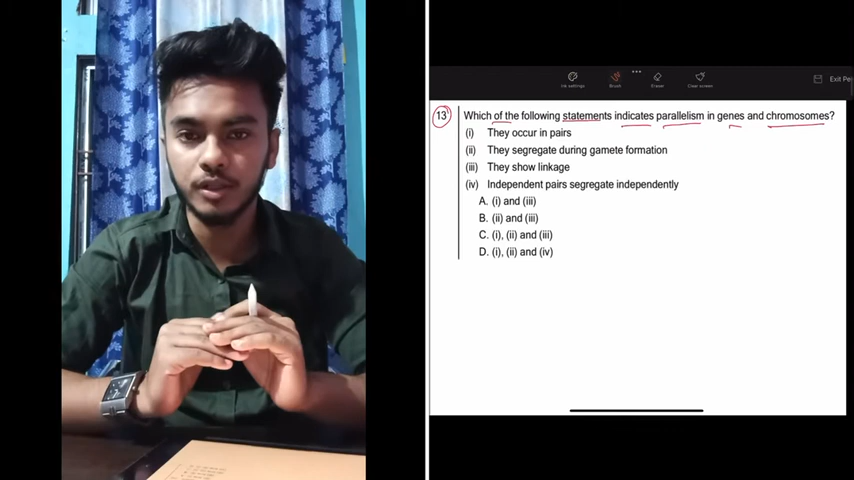 Ink settings
Brush
Eraser
Clear screen
Exit
13
Which of the following statements indicates parallelism in genes and chromosomes?
(i) They occur in pairs
(ii) They segregate during gamete formation
(iii) They show linkage
(iv) Independent pairs segregate independently
A. (i) and (iii)
B. (ii) and (iii)
C. (i), (ii) and (iii)
D. (i), (ii) and (iv)